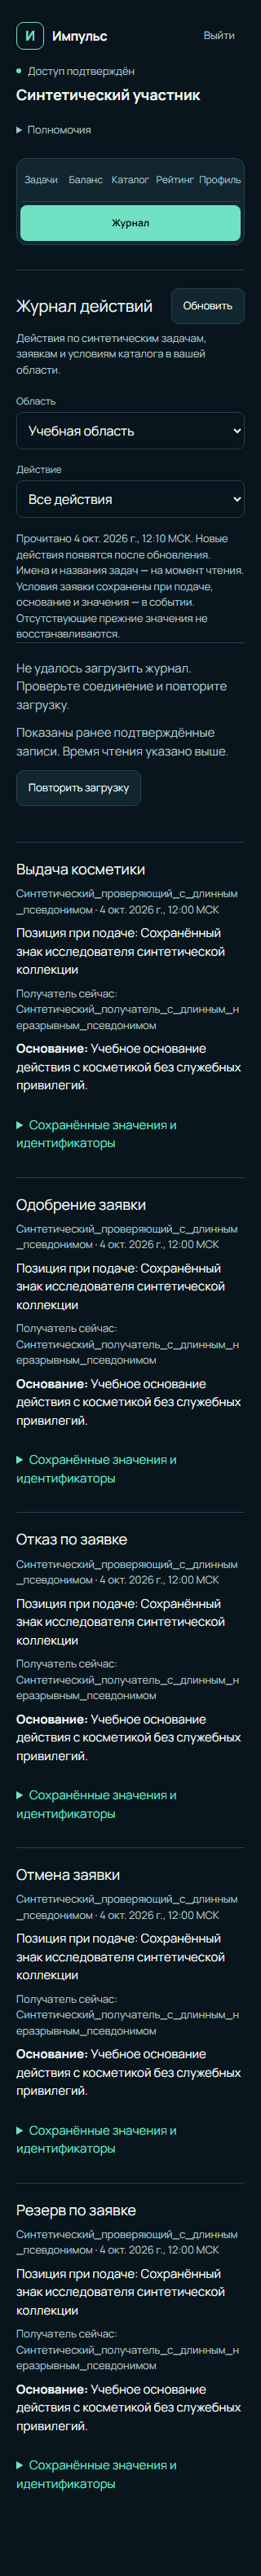 И Импульс Выйти
Доступ подтверждён
Синтетический участник
Полномочия
Задачи Баланс Каталог Рейтинг Профиль
Журнал
Журнал действий Обновить
Действия по синтетическим задачам,
заявкам и условиям каталога в вашей
области.
Область
Учебная область
Действие
Все действия
Прочитано 4 окт. 2026 г., 12:10 МСК. Новые
действия появятся после обновления.
Имена и названия задач — на момент чтения.
Условия заявки сохранены при подаче,
основание и значения — в событии.
Отсутствующие прежние значения не
восстанавливаются.
Не удалось загрузить журнал.
Проверьте соединение и повторите
загрузку.
Показаны ранее подтверждённые
записи. Время чтения указано выше.
Повторить загрузку
Выдача косметики
Синтетический_проверяющий_с_длинным
_псевдонимом · 4 окт. 2026 г., 12:00 МСК
Позиция при подаче: Сохранённый
знак исследователя синтетической
коллекции
Получатель сейчас:
Синтетический_получатель_с_длинным_н
еразрывным_псевдонимом
Основание: Учебное основание
действия с косметикой без служебных
привилегий.
Сохранённые значения и
идентификаторы
Одобрение заявки
Синтетический_проверяющий_с_длинным
_псевдонимом · 4 окт. 2026 г., 12:00 МСК
Позиция при подаче: Сохранённый
знак исследователя синтетической
коллекции
Получатель сейчас:
Синтетический_получатель_с_длинным_н
еразрывным_псевдонимом
Основание: Учебное основание
действия с косметикой без служебных
привилегий.
Сохранённые значения и
идентификаторы
Отказ по заявке
Синтетический_проверяющий_с_длинным
_псевдонимом · 4 окт. 2026 г., 12:00 МСК
Позиция при подаче: Сохранённый
знак исследователя синтетической
коллекции
Получатель сейчас:
Синтетический_получатель_с_длинным_н
еразрывным_псевдонимом
Основание: Учебное основание
действия с косметикой без служебных
привилегий.
Сохранённые значения и
идентификаторы
Отмена заявки
Синтетический_проверяющий_с_длинным
_псевдонимом · 4 окт. 2026 г., 12:00 МСК
Позиция при подаче: Сохранённый
знак исследователя синтетической
коллекции
Получатель сейчас:
Синтетический_получатель_с_длинным_н
еразрывным_псевдонимом
Основание: Учебное основание
действия с косметикой без служебных
привилегий.
Сохранённые значения и
идентификаторы
Резерв по заявке
Синтетический_проверяющий_с_длинным
_псевдонимом · 4 окт. 2026 г., 12:00 МСК
Позиция при подаче: Сохранённый
знак исследователя синтетической
коллекции
Получатель сейчас:
Синтетический_получатель_с_длинным_н
еразрывным_псевдонимом
Основание: Учебное основание
действия с косметикой без служебных
привилегий.
Сохранённые значения и
идентификаторы